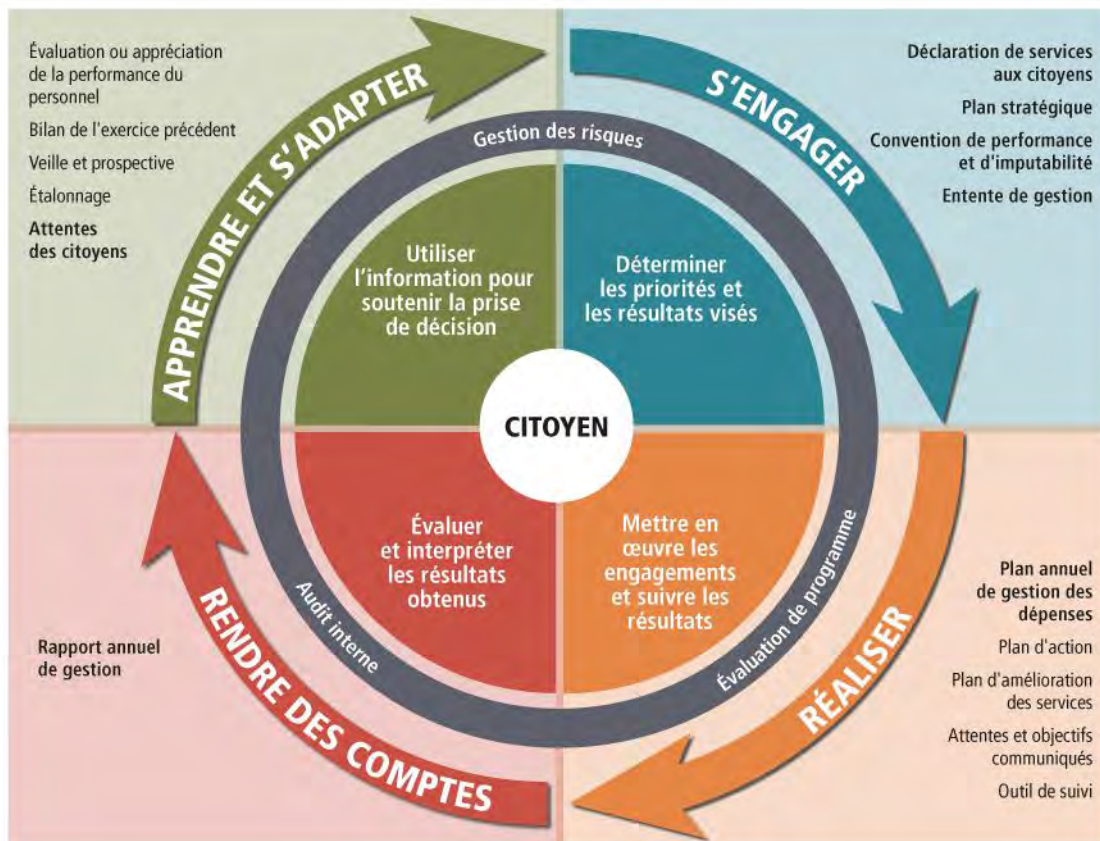 Évaluation ou appréciation
de la performance du
personnel
Bilan de l'exercice précédent
Veille et prospective
Étalonnage
Attentes
des citoyens
APPRENDRE ET S'ADAPTER
S'ENGAGER
Déclaration de services
aux citoyens
Plan stratégique
Convention de performance
et d'imputabilité
Entente de gestion
Gestion des risques
Utiliser
l'information pour
soutenir la prise
de décision
Déterminer
les priorités et
les résultats visés
CITOYEN
Évaluer
et interpréter
les résultats
obtenus
Mettre en
œuvre les
engagements
et suivre les
résultats
Audit interne
Évaluation de programme
Rapport annuel
de gestion
RENDRE DES COMPTES
RÉALISER
Plan annuel
de gestion des
dépenses
Plan d'action
Plan d'amélioration
des services
Attentes et objectifs
communiqués
Outil de suivi